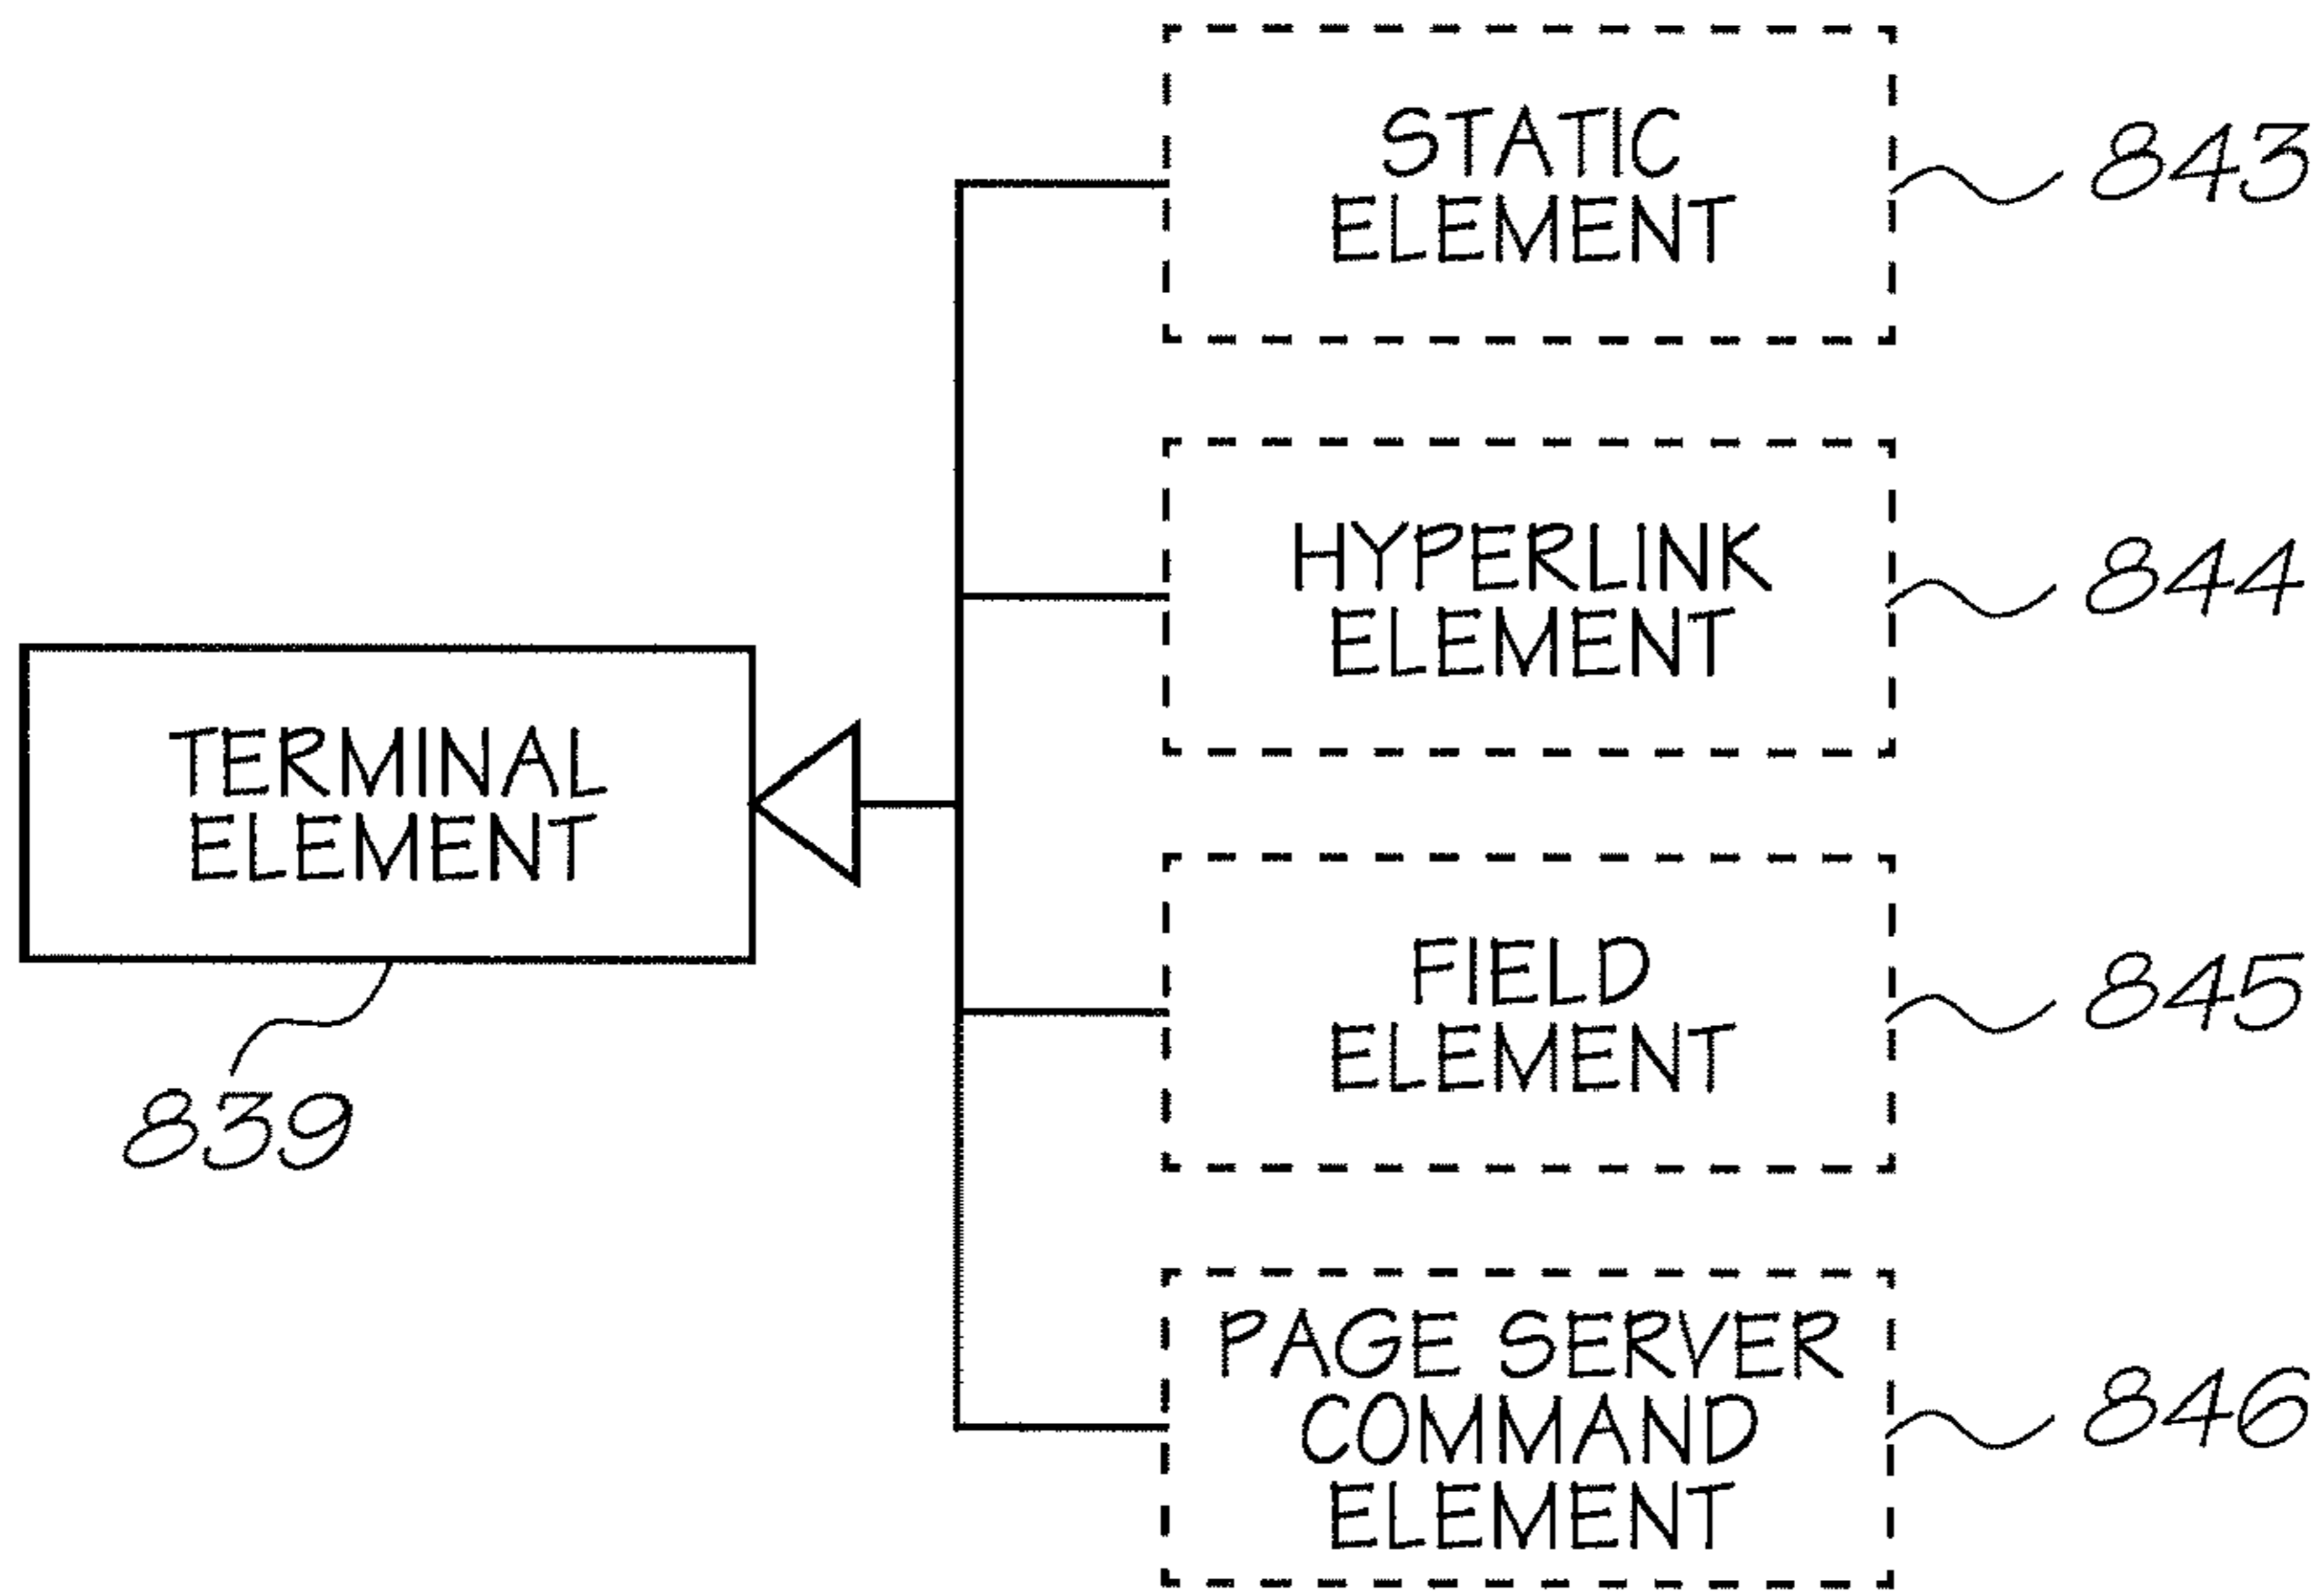 STATIC
ELEMENT
843
HYPERLINK
ELEMENT
844
TERMINAL
ELEMENT
839
FIELD
ELEMENT
845
PAGE SERVER
COMMAND
ELEMENT
846